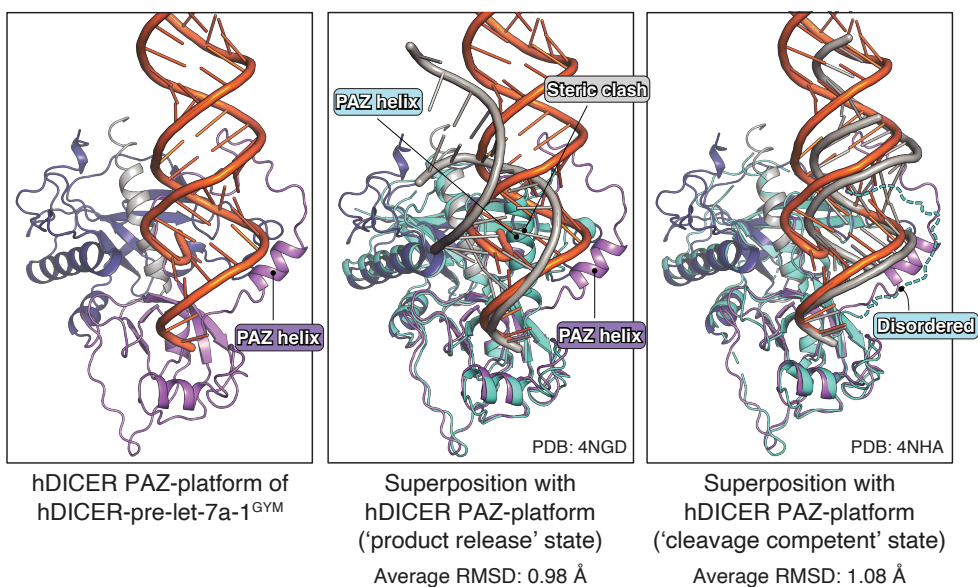 PAZ helix
hDICER PAZ-platform of
hDICER-pre-let-7a-1GYM
PAZ helix
Steric clash
PAZ helix
PDB: 4NGD
Superposition with
hDICER PAZ-platform
(‘product release’ state)
Average RMSD: 0.98 Å
Disordered
PDB: 4NHA
Superposition with
hDICER PAZ-platform
(‘cleavage competent’ state)
Average RMSD: 1.08 Å